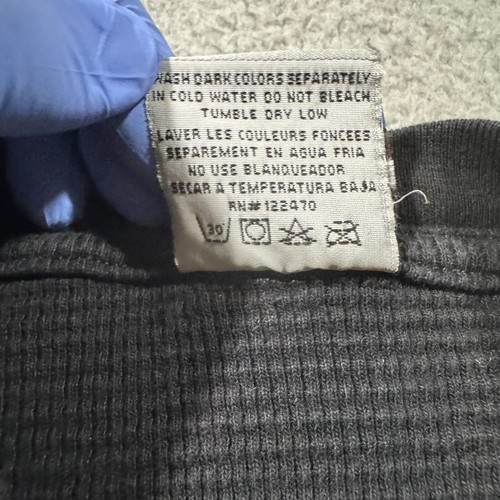 WASH DARK COLORS SEPARATELY
IN COLD WATER DO NOT BLEACH
TUMBLE DRY LOW
LAVER LES COULEURS FONCEES
SEPAREMENT EN AGUA FRIA
NO USE BLANQUEADOR
SECAR A TEMPERATURA BAJA
RN# 122470
30